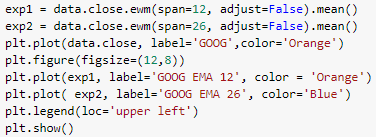 exp1 = data.close.ewm(span=12, adjust=False).mean()
exp2 = data.close.ewm(span=26, adjust=False).mean()
plt.plot(data.close, label='GOOG',color='Orange')
plt.figure(figsize=(12,8))
plt.plot(exp1, label='GOOG EMA 12', color = 'Orange')
plt.plot( exp2, label='GOOG EMA 26', color='Blue')
plt.legend(loc='upper left')
plt.show()